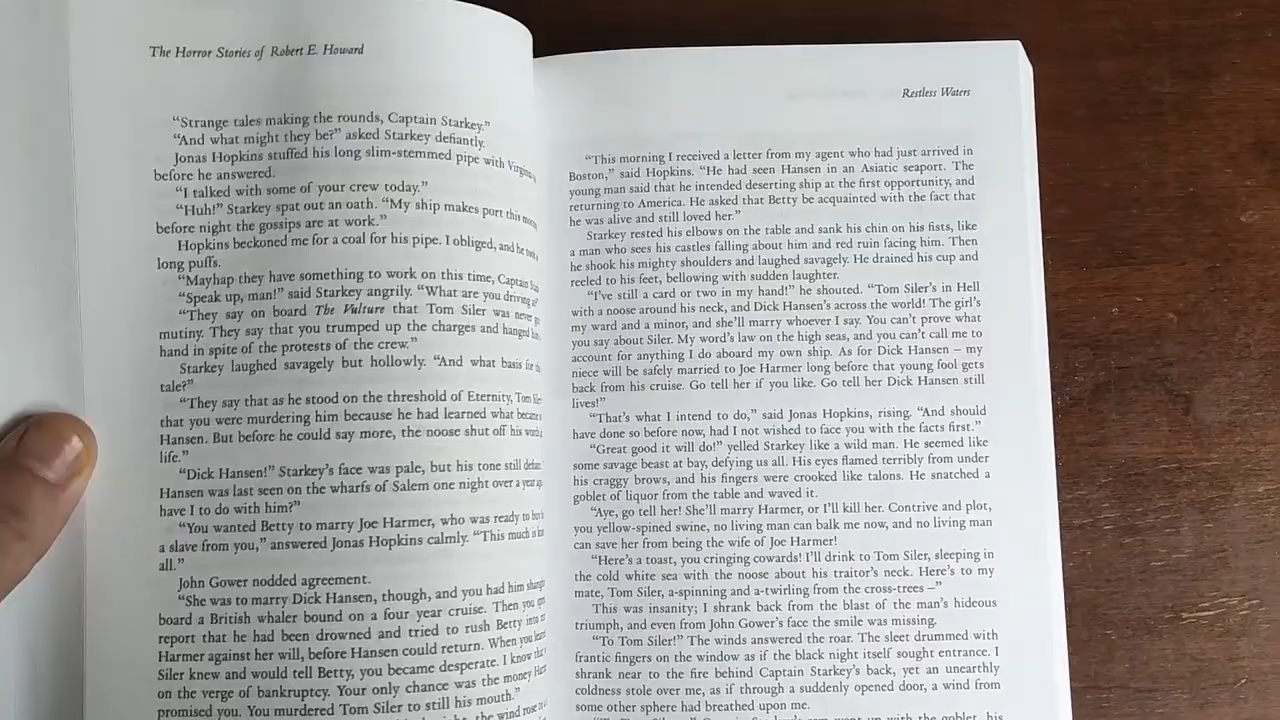 The Horror Stories of Robert E. Howard
“Strange tales making the rounds, Captain Starkey.”
“And what might they be?” asked Starkey defiantly.
Jonas Hopkins stuffed his long slim-stemmed pipe with
before he answered.
“I talked with some of your crew today.”
“Huh!” Starkey spat out an oath. “My ship makes port this
before night the gossips are at work.”
Hopkins beckoned me for a coal for his pipe. I obliged, and he
long puffs.
“Mayhap they have something to work on this time, Captain
“Speak up, man!” said Starkey angrily. “What are you driving
“They say on board The Vulture that Tom Siler was never
mutiny. They say that you trumped up the charges and hanged
hand in spite of the protests of the crew.”
Starkey laughed savagely but hollowly. “And what basis for
tale?”
“They say that as he stood on the threshold of Eternity, Tom
that you were murdering him because he had learned what became
Hansen. But before he could say more, the noose shut off his
life.”
“Dick Hansen!” Starkey’s face was pale, but his tone still
Hansen was last seen on the wharfs of Salem one night over a year
have I to do with him?”
“You wanted Betty to marry Joe Harmer, who was ready to
a slave from you,” answered Jonas Hopkins calmly. “This much is
all.”
John Gower nodded agreement.
“She was to marry Dick Hansen, though, and you had him
board a British whaler bound on a four year cruise. Then you
report that he had been drowned and tried to rush Betty into
Harmer against her will, before Hansen could return. When you
Siler knew and would tell Betty, you became desperate. I know
on the verge of bankruptcy. Your only chance was the money
promised you. You murdered Tom Siler to still his mouth.”
the wind rose
Restless Waters
“This morning I received a letter from my agent who had just arrived in
Boston,” said Hopkins. “He had seen Hansen in an Asiatic seaport. The
young man said that he intended deserting ship at the first opportunity, and
returning to America. He asked that Betty be acquainted with the fact that
he was alive and still loved her.”
Starkey rested his elbows on the table and sank his chin on his fists, like
a man who sees his castles falling about him and red ruin facing him. Then
he shook his mighty shoulders and laughed savagely. He drained his cup and
reeled to his feet, bellowing with sudden laughter.
“I’ve still a card or two in my hand!” he shouted. “Tom Siler’s in Hell
with a noose around his neck, and Dick Hansen’s across the world! The girl’s
my ward and a minor, and she’ll marry whoever I say. You can’t prove what
you say about Siler. My word’s law on the high seas, and you can’t call me to
account for anything I do aboard my own ship. As for Dick Hansen – my
niece will be safely married to Joe Harmer long before that young fool gets
back from his cruise. Go tell her if you like. Go tell her Dick Hansen still
lives!”
“That’s what I intend to do,” said Jonas Hopkins, rising. “And should
have done so before now, had I not wished to face you with the facts first.”
“Great good it will do!” yelled Starkey like a wild man. He seemed like
some savage beast at bay, defying us all. His eyes flamed terribly from under
his craggy brows, and his fingers were crooked like talons. He snatched a
goblet of liquor from the table and waved it.
“Aye, go tell her! She’ll marry Harmer, or I’ll kill her. Contrive and plot,
you yellow-spined swine, no living man can balk me now, and no living man
can save her from being the wife of Joe Harmer!
“Here’s a toast, you cringing cowards! I’ll drink to Tom Siler, sleeping in
the cold white sea with the noose about his traitor’s neck. Here’s to my
mate, Tom Siler, a-spinning and a-twirling from the cross-trees –”
This was insanity; I shrank back from the blast of the man’s hideous
triumph, and even from John Gower’s face the smile was missing.
“To Tom Siler!” The winds answered the roar. The sleet drummed with
frantic fingers on the window as if the black night itself sought entrance. I
shrank near to the fire behind Captain Starkey’s back, yet an unearthly
coldness stole over me, as if through a suddenly opened door, a wind from
some other sphere had breathed upon me.
went up with the goblet, his